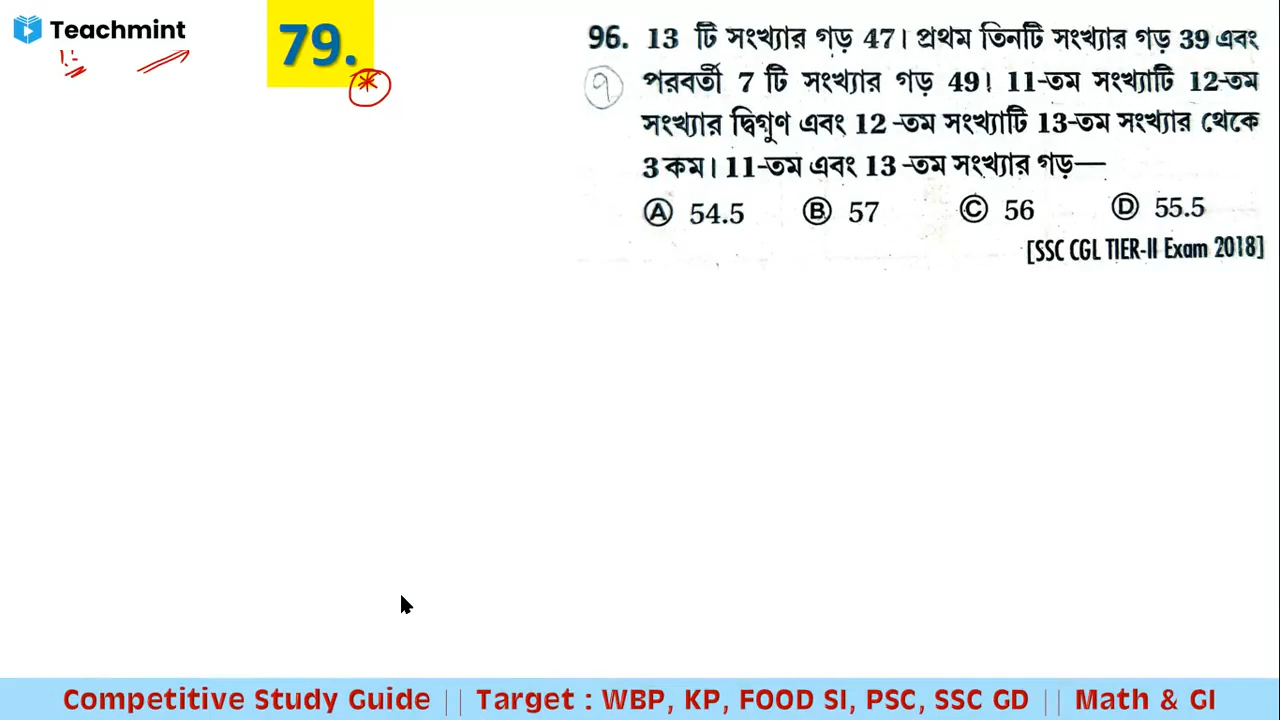 Teachmint
79.
*
96. 13 টি সংখ্যার গড় 47। প্রথম তিনটি সংখ্যার গড় 39 এবং
পরবর্তী 7 টি সংখ্যার গড় 49। 11-তম সংখ্যাটি 12-তম
সংখ্যার দ্বিগুণ এবং 12 -তম সংখ্যাটি 13-তম সংখ্যার থেকে
3 কম। 11-তম এবং 13 -তম সংখ্যার গড়—
Ⓐ 54.5 Ⓑ 57 Ⓒ 56 Ⓓ 55.5
[SSC CGL TIER-II Exam 2018]
Competitive Study Guide || Target : WBP, KP, FOOD SI, PSC, SSC GD || Math & GI